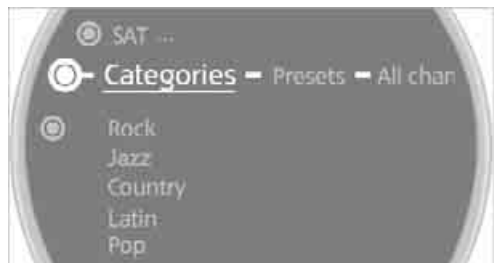 SAT ...
Categories Presets All chan
Rock
Jazz
Country
Latin
Pop